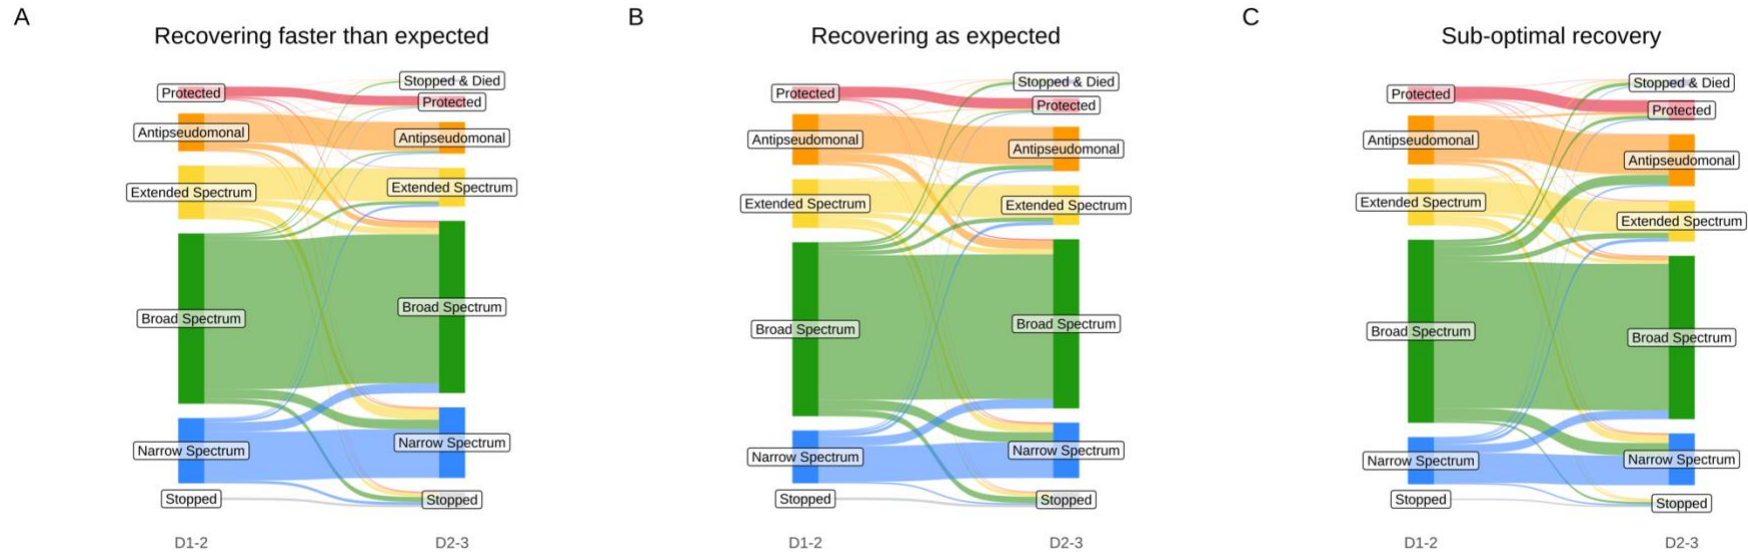 A
Recovering faster than expected
Protected
Antipseudomonal
Extended Spectrum
Broad Spectrum
Narrow Spectrum
Stopped
Stopped & Died
Protected
Antipseudomonal
Extended Spectrum
Broad Spectrum
Narrow Spectrum
Stopped
D1-2
D2-3
B
Recovering as expected
Protected
Antipseudomonal
Extended Spectrum
Broad Spectrum
Narrow Spectrum
Stopped
Stopped & Died
Protected
Antipseudomonal
Extended Spectrum
Broad Spectrum
Narrow Spectrum
Stopped
D1-2
D2-3
C
Sub-optimal recovery
Protected
Antipseudomonal
Extended Spectrum
Broad Spectrum
Narrow Spectrum
Stopped
Stopped & Died
Protected
Antipseudomonal
Extended Spectrum
Broad Spectrum
Narrow Spectrum
Stopped
D1-2
D2-3